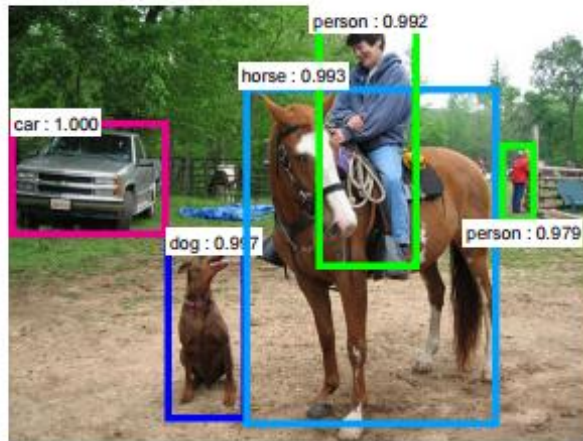 person : 0.992
horse : 0.993
car : 1.000
person : 0.979
dog : 0.997